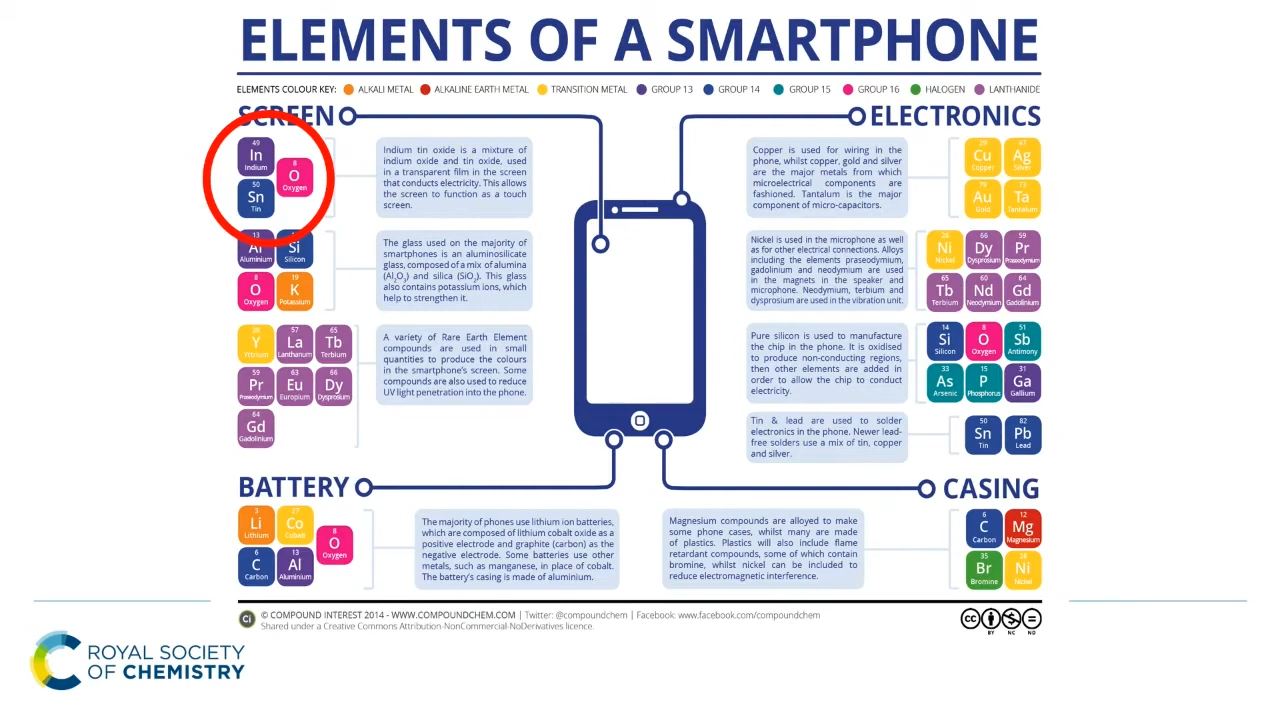 ELEMENTS OF A SMARTPHONE
ELEMENTS COLOUR KEY: ALKALI METAL ALKALINE EARTH METAL TRANSITION METAL GROUP 13 GROUP 14 GROUP 15 GROUP 16 HALOGEN LANTHANIDE
SCREEN
49
In
Indium
8
O
Oxygen
50
Sn
Tin
Indium tin oxide is a mixture of
indium oxide and tin oxide, used
in a transparent film in the screen
that conducts electricity. This allows
the screen to function as a touch
screen.
13
Al
Aluminium
Si
Silicon
8
O
Oxygen
19
K
Potassium
The glass used on the majority of
smartphones is an aluminosilicate
glass, composed of a mix of alumina
(Al₂O₃) and silica (SiO₂). This glass
also contains potassium ions, which
help to strengthen it.
39
Y
Yttrium
57
La
Lanthanum
65
Tb
Terbium
59
Pr
Praseodymium
63
Eu
Europium
66
Dy
Dysprosium
64
Gd
Gadolinium
A variety of Rare Earth Element
compounds are used in small
quantities to produce the colours
in the smartphone's screen. Some
compounds are also used to reduce
UV light penetration into the phone.
ELECTRONICS
Copper is used for wiring in the
phone, whilst copper, gold and silver
are the major metals from which
microelectrical components are
fashioned. Tantalum is the major
component of micro-capacitors.
29
Cu
Copper
47
Ag
Silver
79
Au
Gold
73
Ta
Tantalum
Nickel is used in the microphone as well
as for other electrical connections. Alloys
including the elements praseodymium,
gadolinium and neodymium are used
in the magnets in the speaker and
microphone. Neodymium, terbium and
dysprosium are used in the vibration unit.
28
Ni
Nickel
66
Dy
Dysprosium
59
Pr
Praseodymium
65
Tb
Terbium
60
Nd
Neodymium
64
Gd
Gadolinium
Pure silicon is used to manufacture
the chip in the phone. It is oxidised
to produce non-conducting regions,
then other elements are added in
order to allow the chip to conduct
electricity.
14
Si
Silicon
8
O
Oxygen
51
Sb
Antimony
33
As
Arsenic
15
P
Phosphorus
31
Ga
Gallium
Tin & lead are used to solder
electronics in the phone. Newer lead-
free solders use a mix of tin, copper
and silver.
50
Sn
Tin
82
Pb
Lead
BATTERY
3
Li
Lithium
27
Co
Cobalt
8
O
Oxygen
6
C
Carbon
13
Al
Aluminium
The majority of phones use lithium ion batteries,
which are composed of lithium cobalt oxide as a
positive electrode and graphite (carbon) as the
negative electrode. Some batteries use other
metals, such as manganese, in place of cobalt.
The battery's casing is made of aluminium.
CASING
Magnesium compounds are alloyed to make
some phone cases, whilst many are made
of plastics. Plastics will also include flame
retardant compounds, some of which contain
bromine, whilst nickel can be included to
reduce electromagnetic interference.
6
C
Carbon
12
Mg
Magnesium
35
Br
Bromine
28
Ni
Nickel
Ci
© COMPOUND INTEREST 2014 - WWW.COMPOUNDCHEM.COM | Twitter: @compoundchem | Facebook: www.facebook.com/compoundchem
Shared under a Creative Commons Attribution-NonCommercial-NoDerivatives licence.
cc
BY NC ND
ROYAL SOCIETY
OF CHEMISTRY